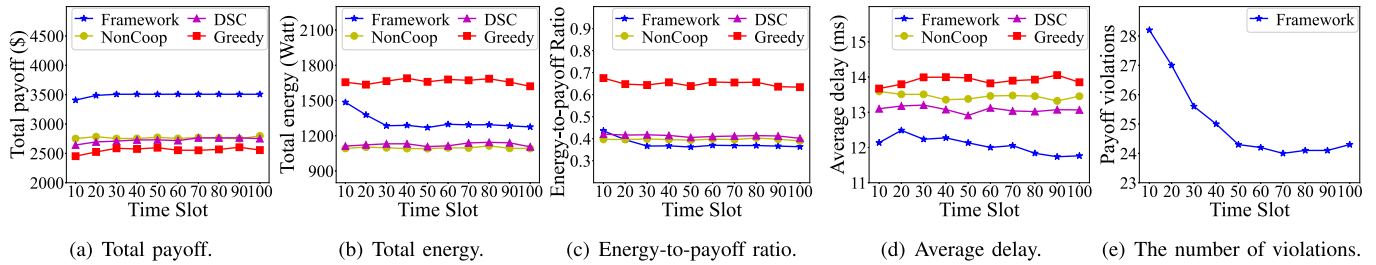 Total payoff ($)
4500
4000
3500
3000
2500
2000
Framework
NonCoop
DSC
Greedy
10 20 30 40 50 60 70 80 90 100
Time Slot
(a) Total payoff.
Total energy (Watt)
2100
1800
1500
1200
900
Framework
NonCoop
DSC
Greedy
10 20 30 40 50 60 70 80 90 100
Time Slot
(b) Total energy.
Energy-to-payoff Ratio
0.9
0.8
0.7
0.6
0.5
0.4
0.3
Framework
NonCoop
DSC
Greedy
10 20 30 40 50 60 70 80 90 100
Time Slot
(c) Energy-to-payoff ratio.
Average delay (ms)
15
14
13
12
11
Framework
NonCoop
DSC
Greedy
10 20 30 40 50 60 70 80 90 100
Time Slot
(d) Average delay.
Payoff violations
28
27
26
25
24
23
Framework
10 20 30 40 50 60 70 80 90 100
Time Slot
(e) The number of violations.